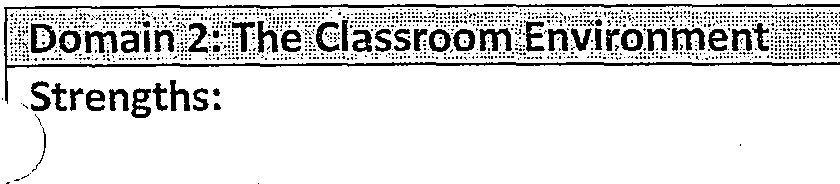 Domain 2: The Classroom Environment
Strengths: